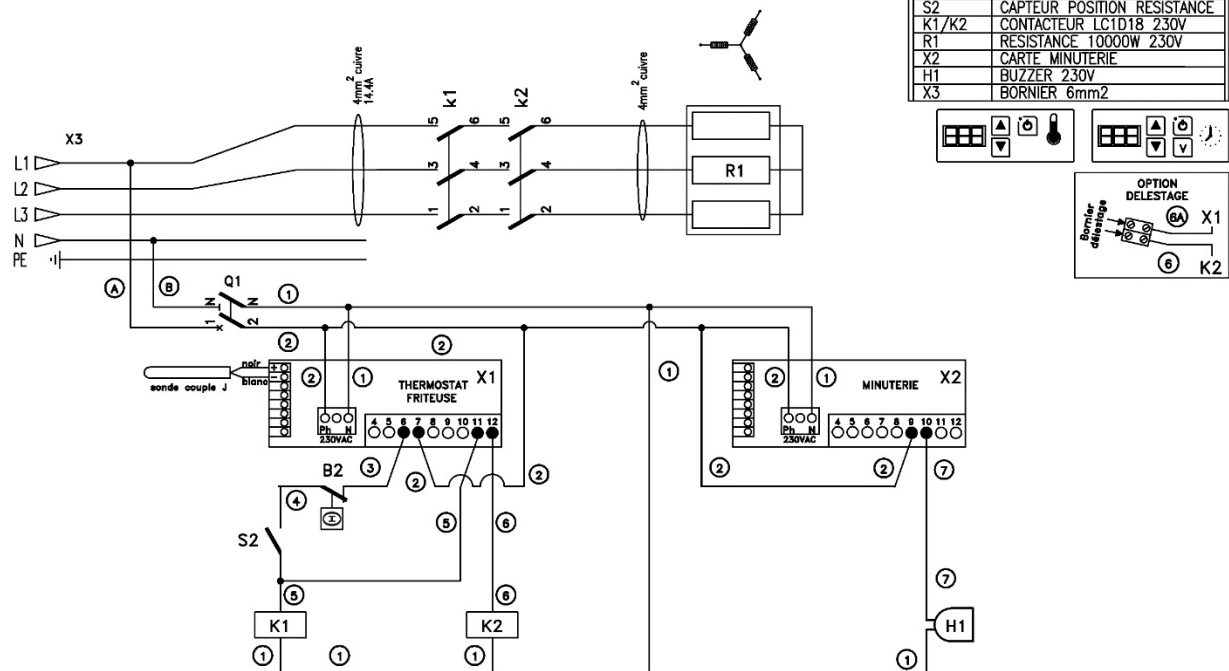 S2 CAPTEUR POSITION RESISTANCE
K1/K2 CONTACTEUR LC1D18 230V
R1 RESISTANCE 10000W 230V
X2 CARTE MINUTERIE
H1 BUZZER 230V
X3 BORNIER 6mm2
4mm² cuivre
14.4A
k1
k2
4mm² cuivre
X3
L1
L2
L3
N
PE
5 6 5 6
3 4 3 4
1 2 1 2
R1
V
OPTION
DELESTAGE
Bornier
délestage
6A X1
6 K2
A B
Q1
N N 1
1 2
2 2 1
sonde couple J
noir
blanc
+
-
2 1
THERMOSTAT
FRITEUSE
X1
Ph N
230VAC
4 5 6 7 8 9 10 11 12
2 1
MINUTERIE
X2
Ph N
230VAC
4 5 6 7 8 9 10 11 12
B2
3 2 2
2 2 7
4
S2
5 6
7
5 6
K1
K2
H1
1 1 1